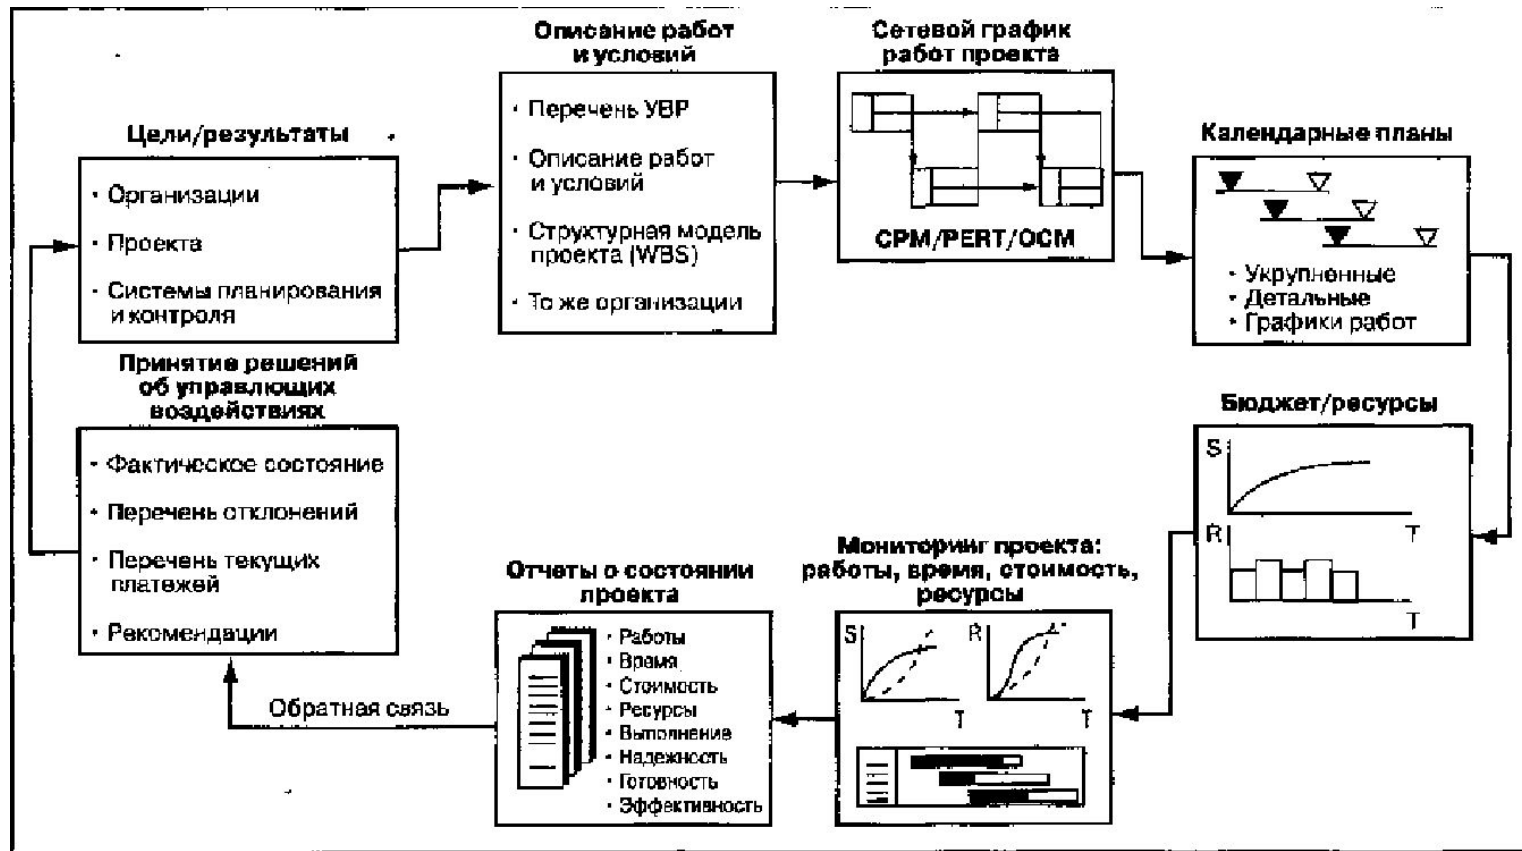 Цели/результаты
• Организации
• Проекта
• Системы планирования
и контроля
Описание работ
и условий
• Перечень УВР
• Описание работ
и условий
• Структурная модель
проекта (WBS)
• То же организации
Сетевой график
работ проекта
CPM/PERT/OCM
Календарные планы
• Укрупненные
• Детальные
• Графики работ
Бюджет/ресурсы
S
T
R
T
Мониторинг проекта:
работы, время, стоимость,
ресурсы
S
T
R
T
Отчеты о состоянии
проекта
• Работы
• Время
• Стоимость
• Ресурсы
• Выполнение
• Надежность
• Готовность
• Эффективность
Обратная связь
Принятие решений
об управлющих
воздействиях
• Фактическое состояние
• Перечень отклонений
• Перечень текущих
платежей
• Рекомендации